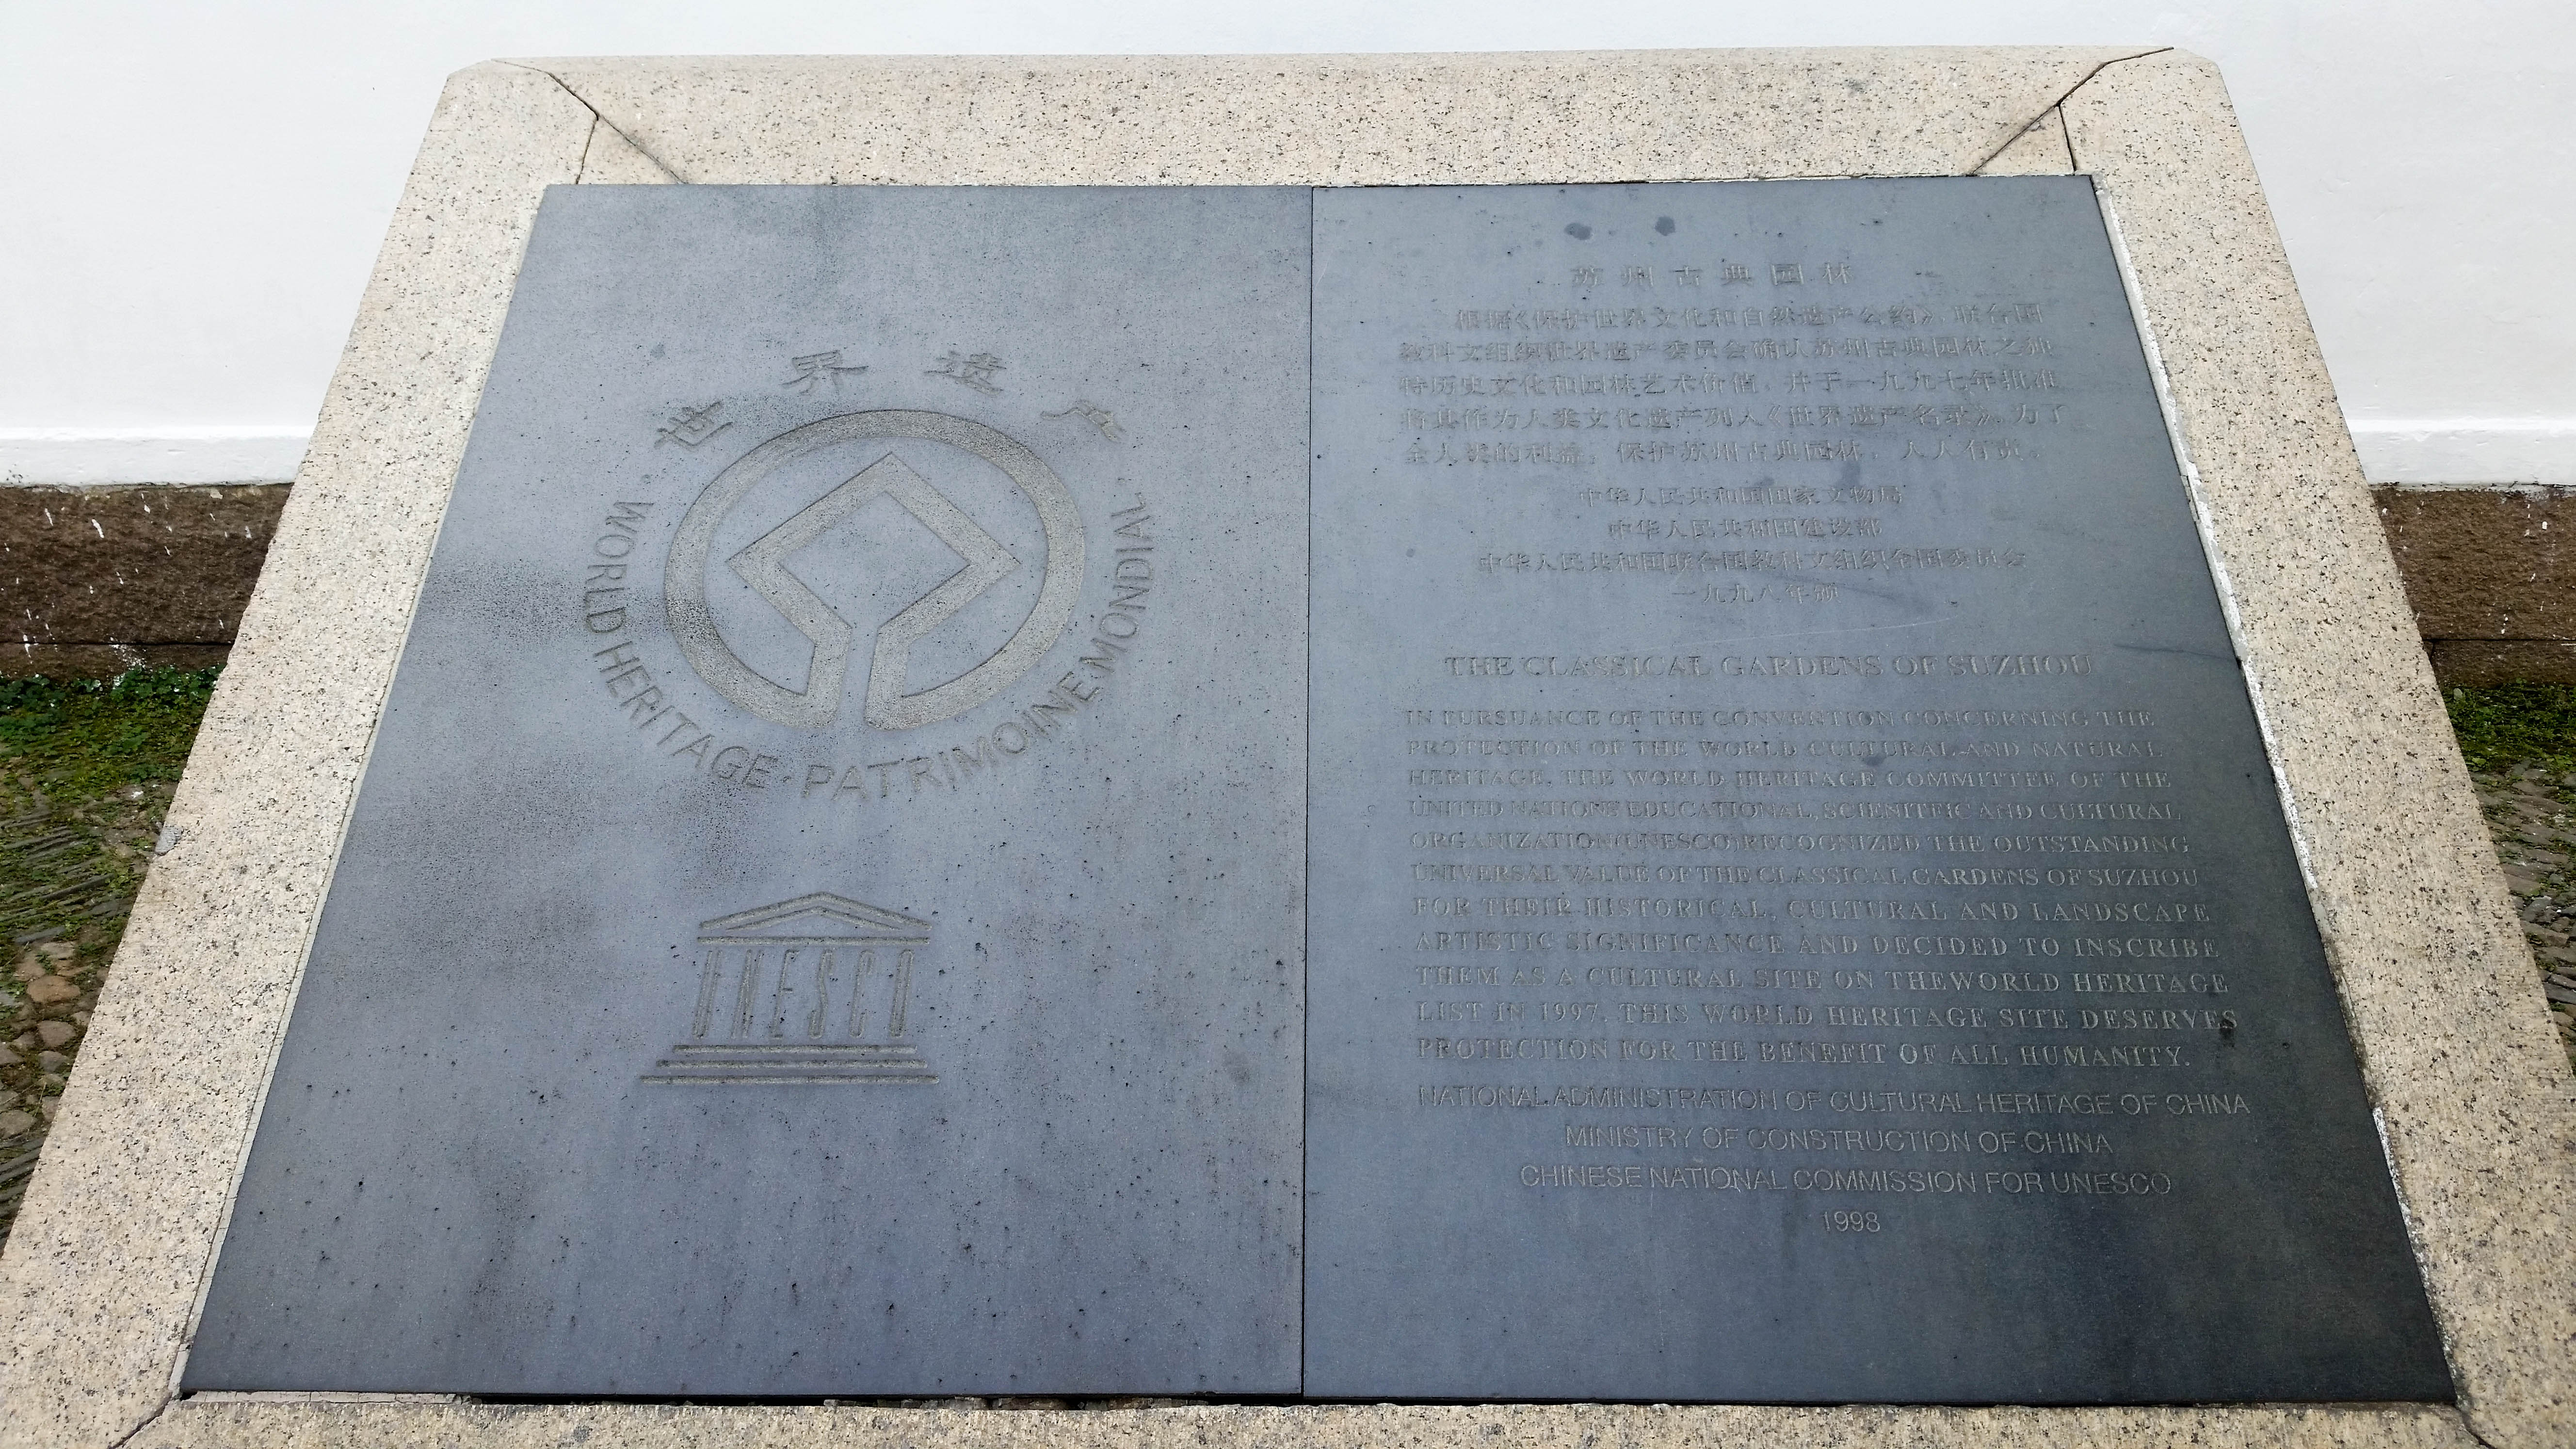 世界遗产
· WORLD HERITAGE · PATRIMOINE MONDIAL ·
UNESCO
苏州古典园林
根据《保护世界文化和自然遗产公约》，联合国
教科文组织世界遗产委员会确认苏州古典园林之独
特历史文化和园林艺术价值，并于一九九七年批准
将其作为人类文化遗产列入《世界遗产名录》。为了
全人类的利益，保护苏州古典园林，人人有责。
中华人民共和国国家文物局
中华人民共和国建设部
中华人民共和国联合国教科文组织全国委员会
一九九八年颁
THE CLASSICAL GARDENS OF SUZHOU
IN PURSUANCE OF THE CONVENTION CONCERNING THE
PROTECTION OF THE WORLD CULTURAL AND NATURAL
HERITAGE, THE WORLD HERITAGE COMMITTEE OF THE
UNITED NATIONS EDUCATIONAL, SCIENITFIC AND CULTURAL
ORGANIZATION(UNESCO)RECOGNIZED THE OUTSTANDING
UNIVERSAL VALUE OF THE CLASSICAL GARDENS OF SUZHOU
FOR THEIR HISTORICAL, CULTURAL AND LANDSCAPE
ARTISTIC SIGNIFICANCE AND DECIDED TO INSCRIBE
THEM AS A CULTURAL SITE ON THEWORLD HERITAGE
LIST IN 1997. THIS WORLD HERITAGE SITE DESERVES
PROTECTION FOR THE BENEFIT OF ALL HUMANITY.
NATIONAL ADMINISTRATION OF CULTURAL HERITAGE OF CHINA
MINISTRY OF CONSTRUCTION OF CHINA
CHINESE NATIONAL COMMISSION FOR UNESCO
1998